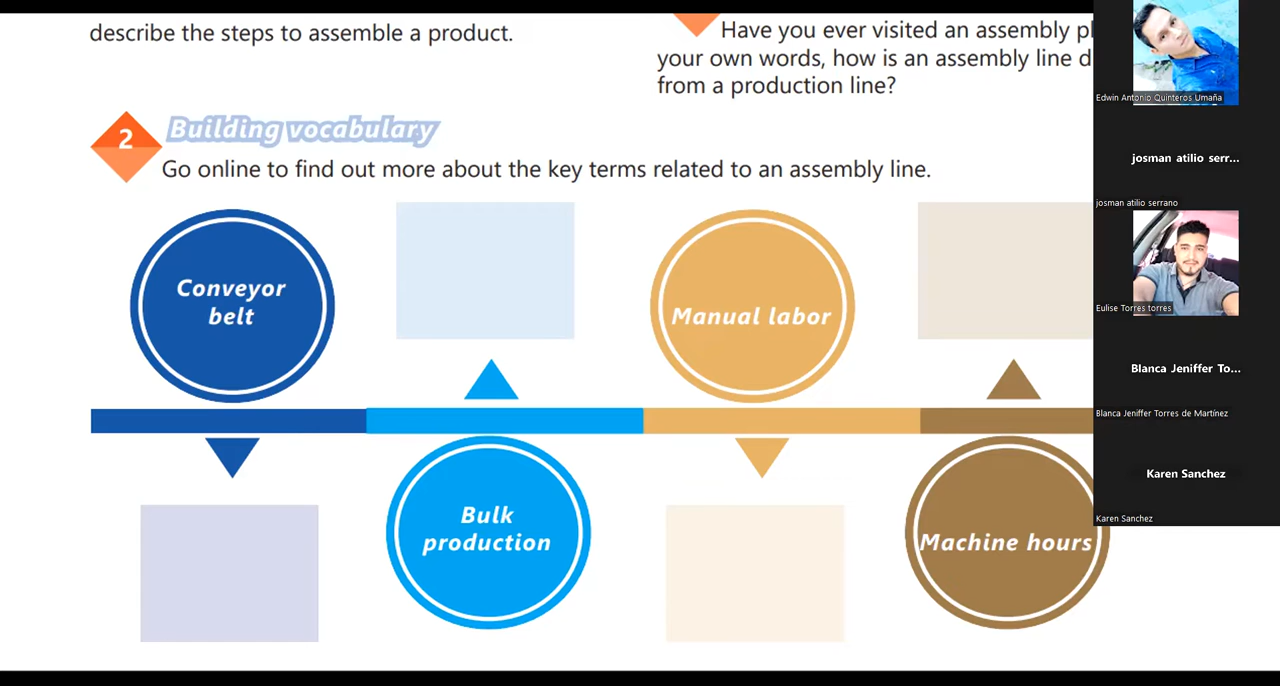 describe the steps to assemble a product.
Have you ever visited an assembly pl
your own words, how is an assembly line d
from a production line?
2
Building vocabulary
Go online to find out more about the key terms related to an assembly line.
Conveyor
belt
Manual labor
Bulk
production
Machine hours
Edwin Antonio Quinteros Umaña
josman atilio serr...
josman atilio serrano
Eulise Torres torres
Blanca Jeniffer To...
Blanca Jeniffer Torres de Martínez
Karen Sanchez
Karen Sanchez